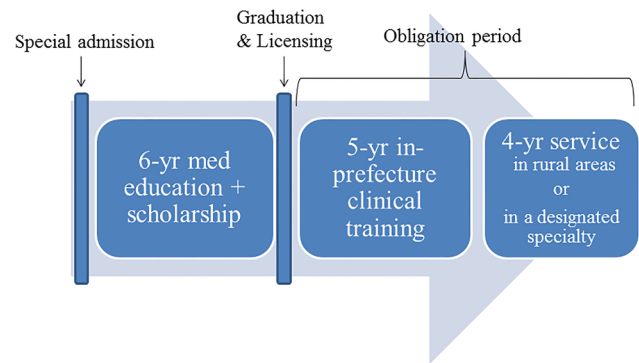 Special admission
Graduation
& Licensing
Obligation period
6-yr med
education +
scholarship
5-yr in-
prefecture
clinical
training
4-yr service
in rural areas
or
in a designated
specialty